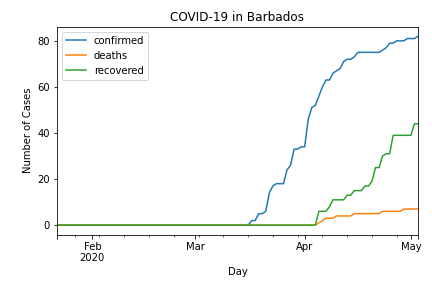 COVID-19 in Barbados
confirmed
deaths
recovered
Number of Cases
80
60
40
20
0
Feb
2020
Mar
Apr
May
Day